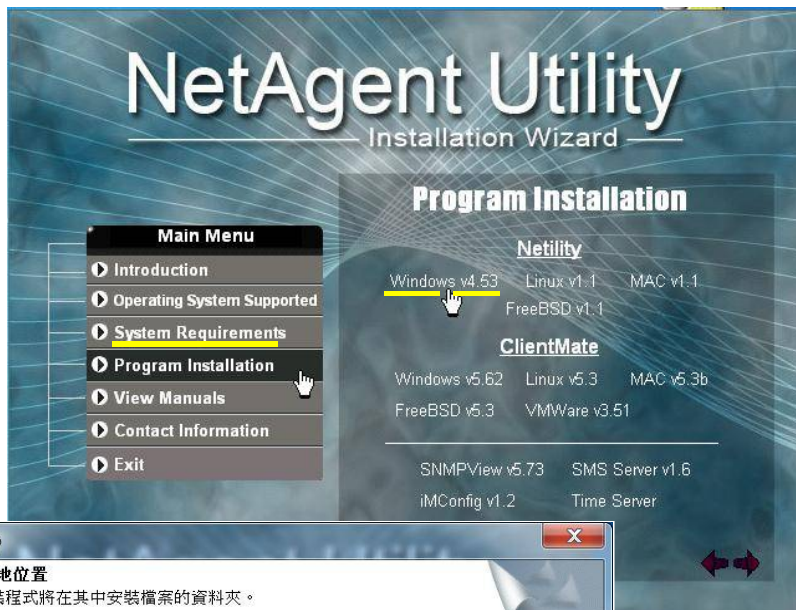 NetAgent Utility
Installation Wizard
Main Menu
Introduction
Operating System Supported
System Requirements
Program Installation
View Manuals
Contact Information
Exit
Program Installation
Netility
Windows v4.53 Linux v1.1 MAC v1.1
FreeBSD v1.1
ClientMate
Windows v5.62 Linux v5.3 MAC v5.3b
FreeBSD v5.3 VMWare v3.51
SNMPView v5.73 SMS Server v1.6
iMConfig v1.2 Time Server
X
地位置
程式將在其中安裝檔案的資料夾。